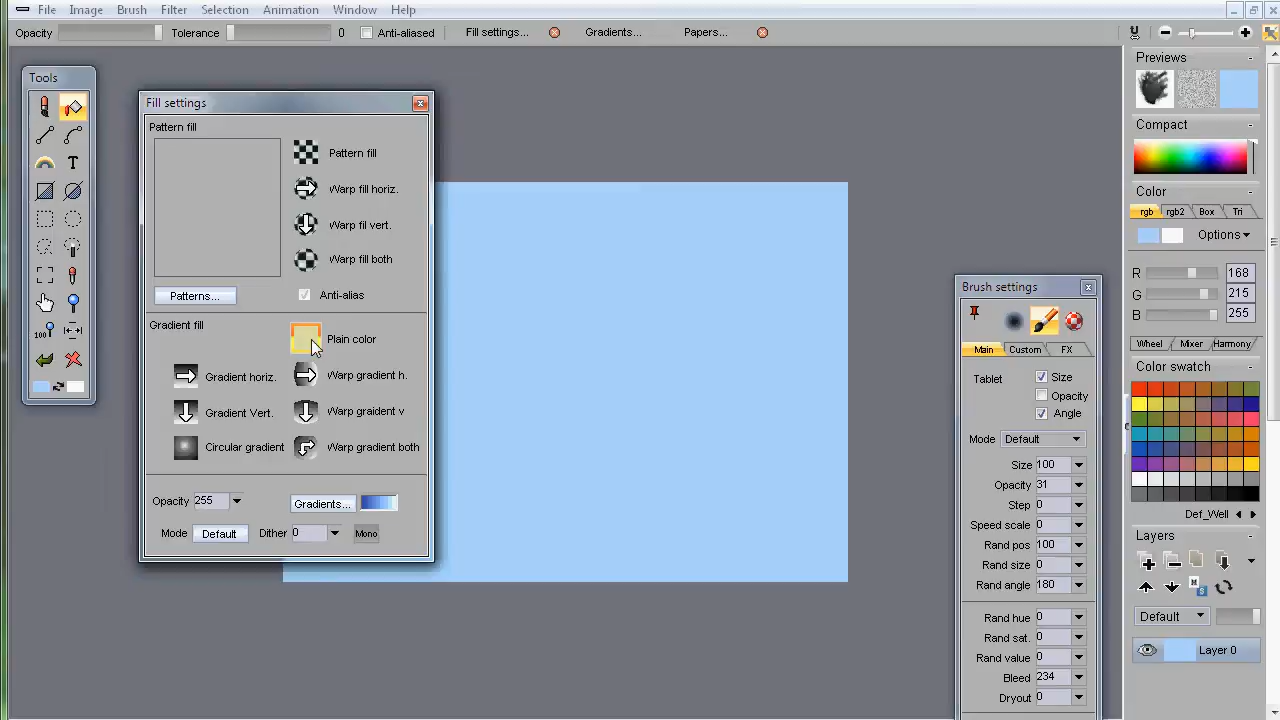 File Image Brush Filter Selection Animation Window Help
Opacity Tolerance 0 Anti-aliased Fill settings... Gradients... Papers...
Tools
T
100%
Fill settings
Pattern fill
Pattern fill
Warp fill horiz.
Warp fil vert.
Warp fill both
Patterns... Anti-alias
Gradient fill
Plain color
Gradient horiz. Warp gradient h.
Gradient Vert. Warp graident v
Circular gradient Warp gradient both
Opacity 255 Gradients...
Mode Default Dither 0 Mono
Brush settings
Main Custom FX
Tablet Size
Opacity
Angle
Mode Default
Size 100
Opacity 31
Step 0
Speed scale 0
Rand pos 100
Rand size 0
Rand angle 180
Rand hue 0
Rand sat. 0
Rand value 0
Bleed 234
Dryout 0
Previews
Compact
Color
rgb rgb2 Box Tri
Options
R 168
G 215
B 255
Wheel Mixer Harmony
Color swatch
Def_Well
Layers
Default
Layer 0